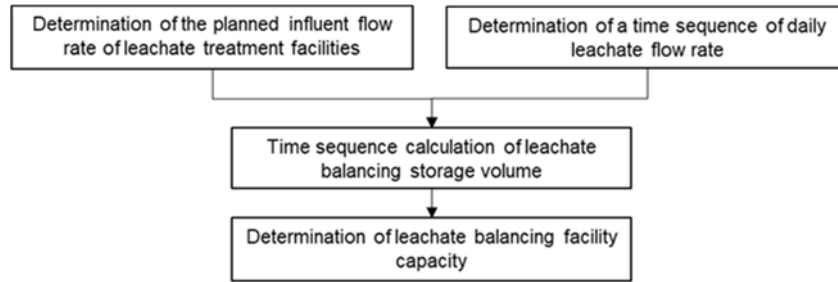 Determination of the planned influent flow
rate of leachate treatment facilities
Determination of a time sequence of daily
leachate flow rate
Time sequence calculation of leachate
balancing storage volume
Determination of leachate balancing facility
capacity